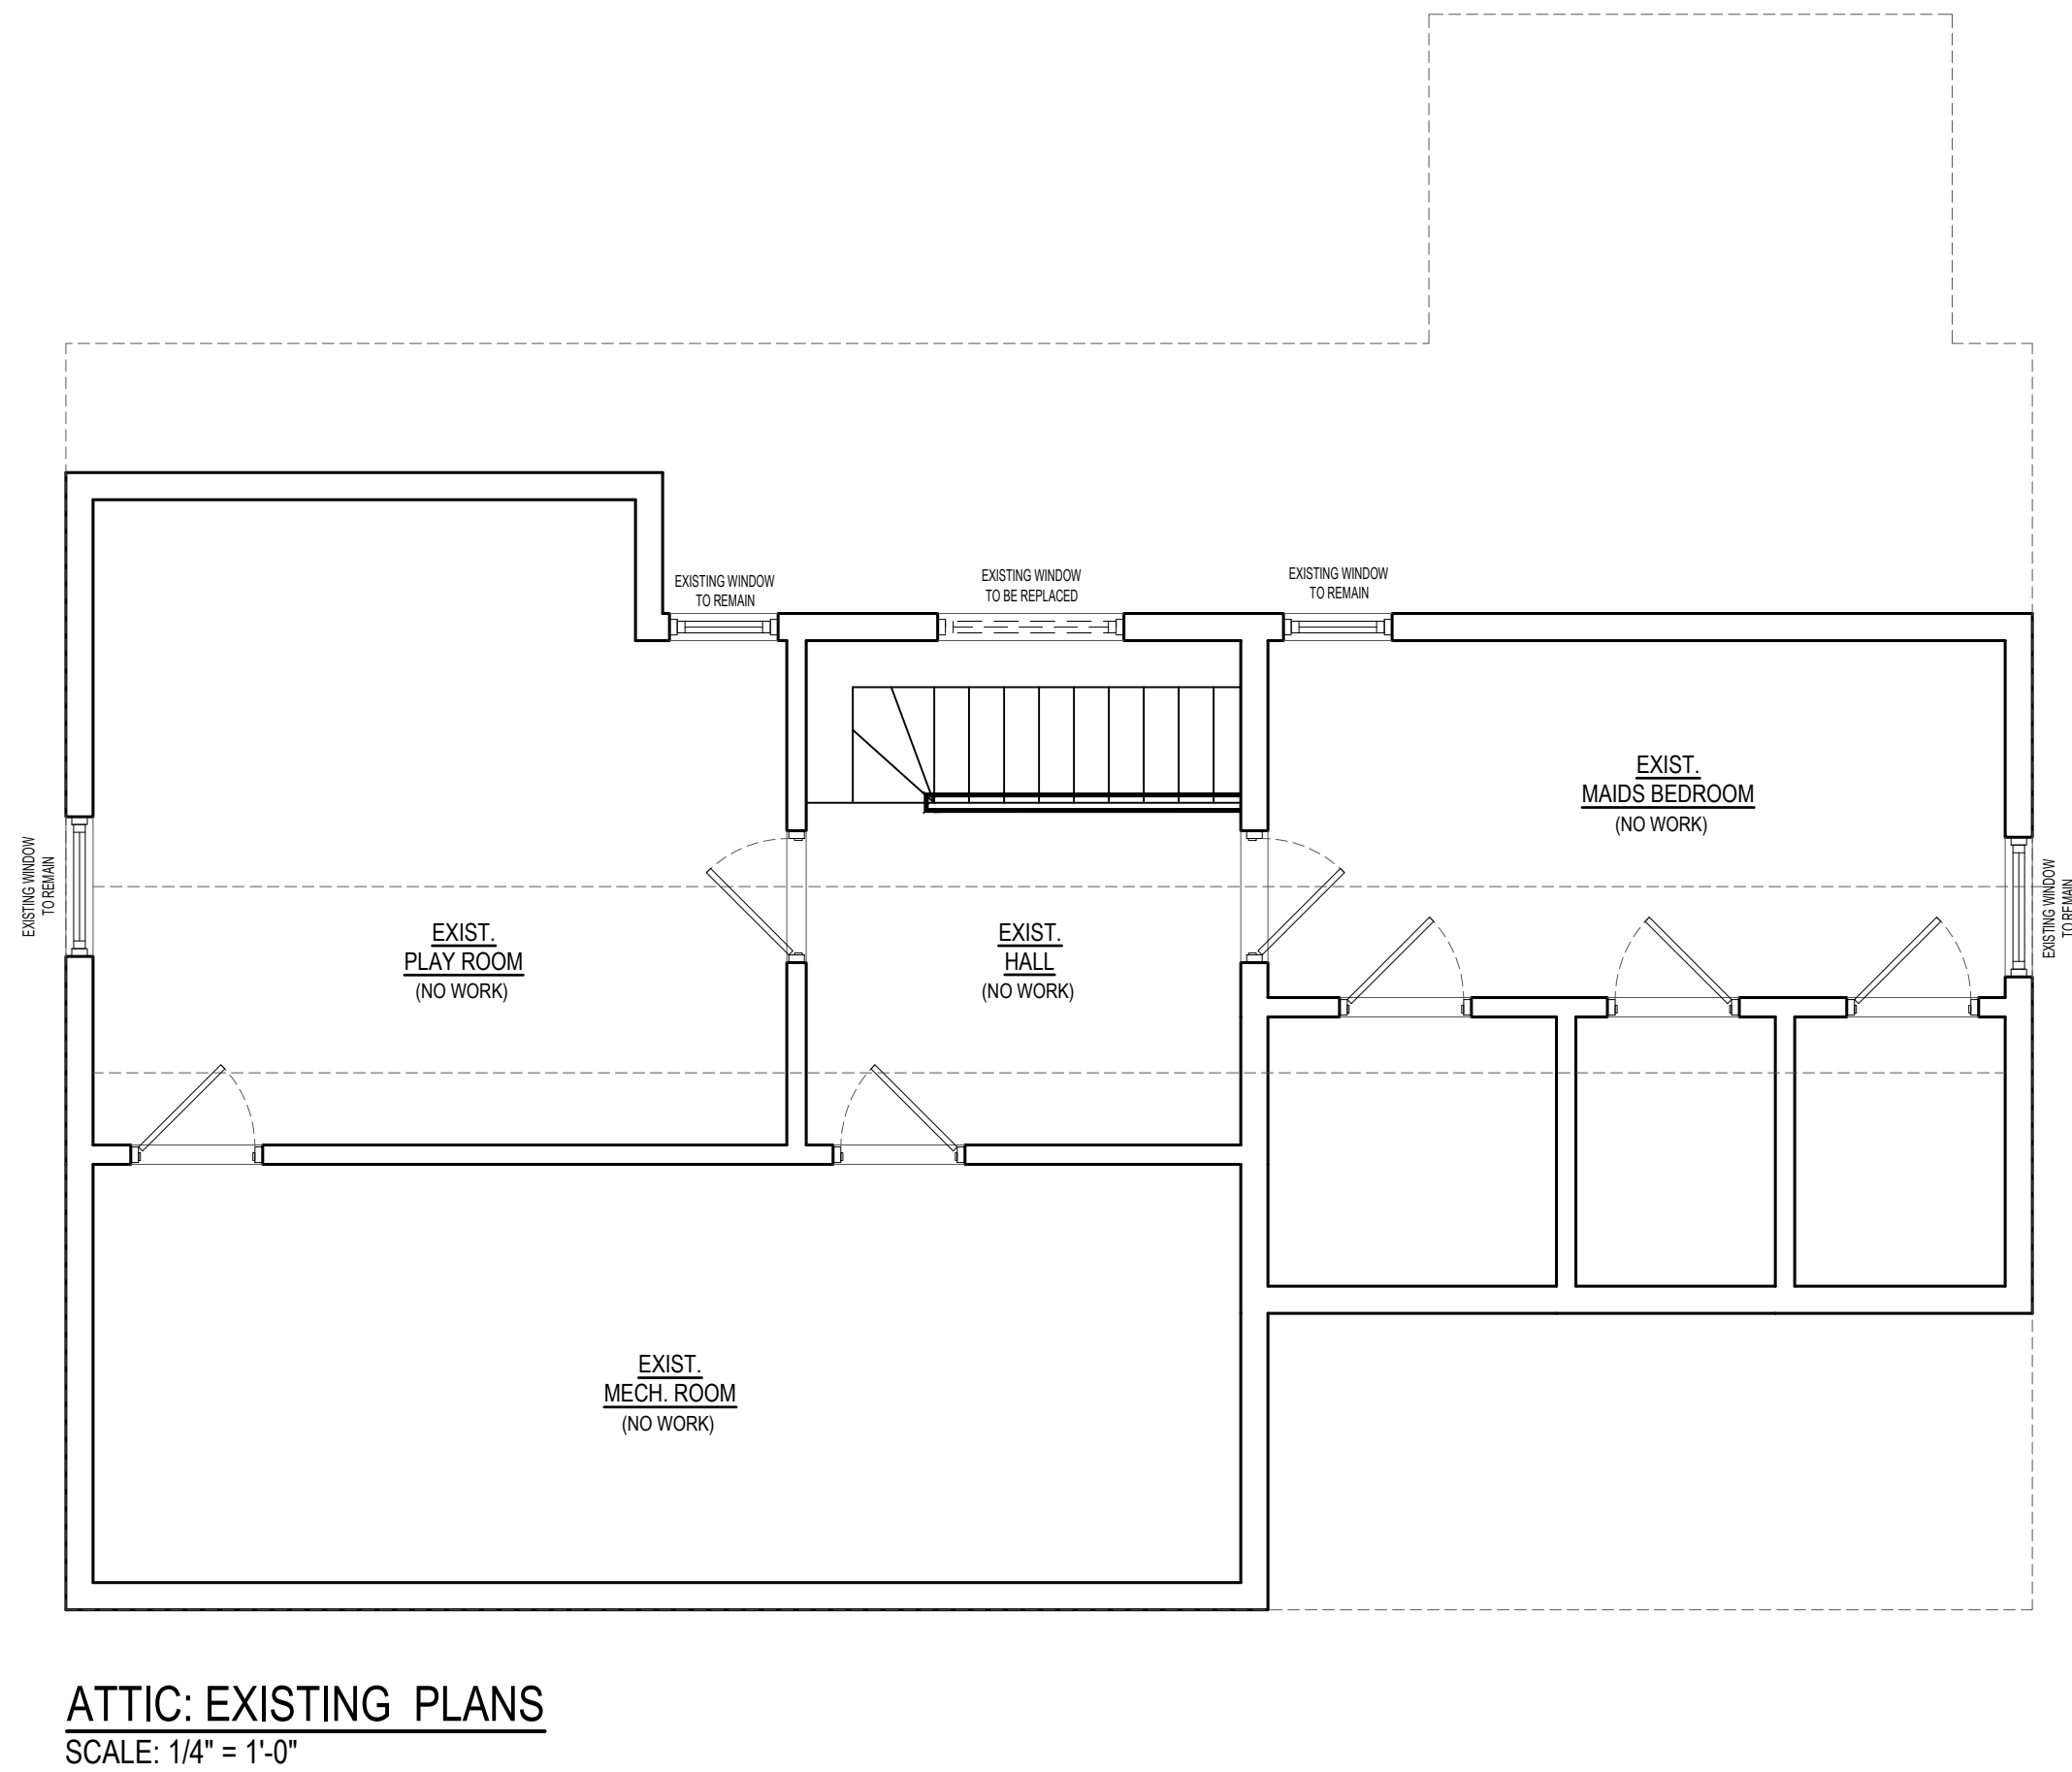 EXISTING WINDOW
TO REMAIN
EXISTING WINDOW
TO BE REPLACED
EXISTING WINDOW
TO REMAIN
EXIST.
MAIDS BEDROOM
(NO WORK)
EXISTING WINDOW
TO REMAIN
EXIST.
PLAY ROOM
(NO WORK)
EXIST.
HALL
(NO WORK)
EXISTING WINDOW
TO REMAIN
EXIST.
MECH. ROOM
(NO WORK)
ATTIC: EXISTING PLANS
SCALE: 1/4" = 1'-0"